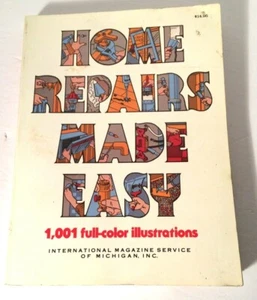 HOME
REPAIRS
MADE
EASY
1,001 full-color illustrations
INTERNATIONAL MAGAZINE SERVICE
OF MICHIGAN, INC.